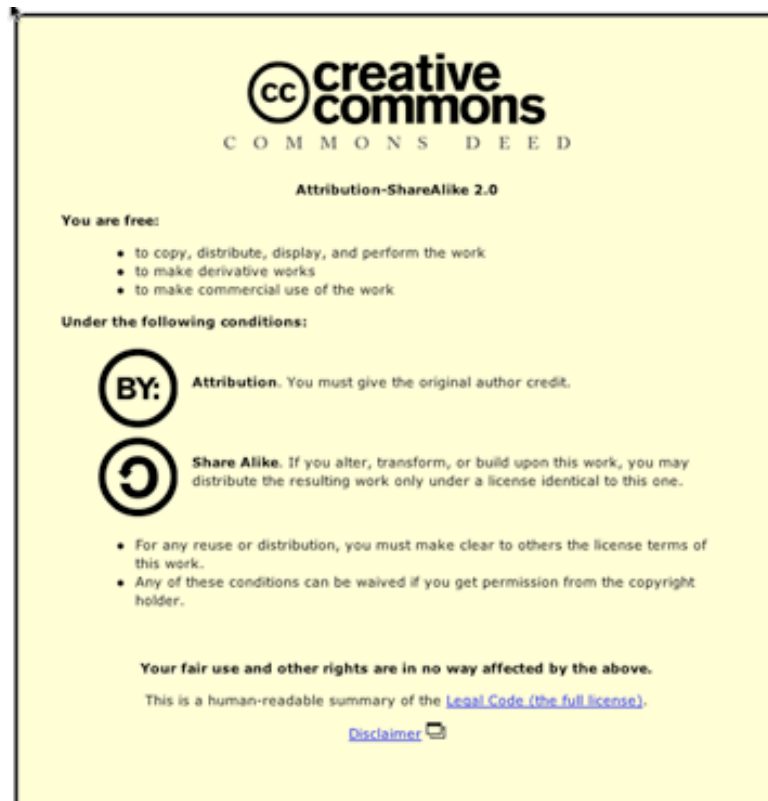 cc creative
commons
COMMONS DEED
Attribution-ShareAlike 2.0
You are free:
• to copy, distribute, display, and perform the work
• to make derivative works
• to make commercial use of the work
Under the following conditions:
BY: Attribution. You must give the original author credit.
Share Alike. If you alter, transform, or build upon this work, you may
distribute the resulting work only under a license identical to this one.
• For any reuse or distribution, you must make clear to others the license terms of
this work.
• Any of these conditions can be waived if you get permission from the copyright
holder.
Your fair use and other rights are in no way affected by the above.
This is a human-readable summary of the Legal Code (the full license).
Disclaimer